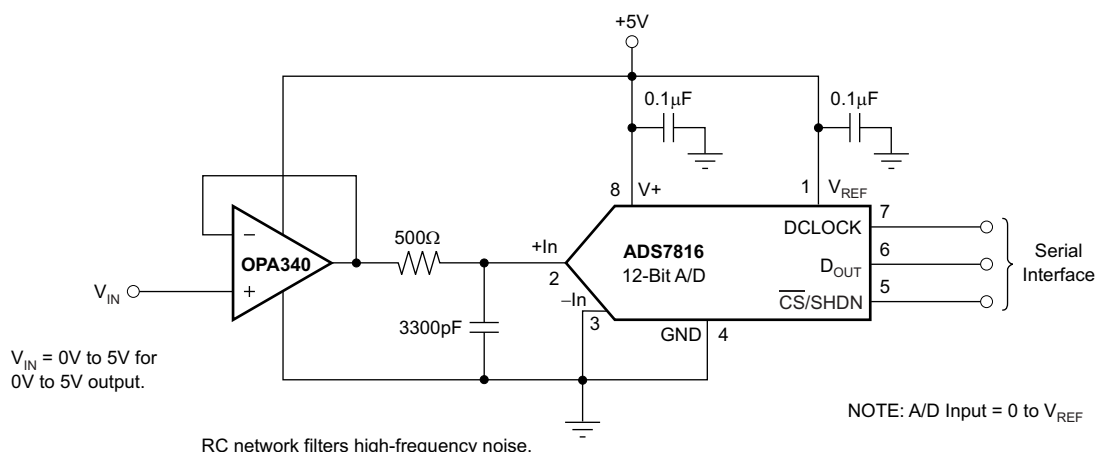 +5V
0.1μF
0.1μF
8 V+
1 V_REF
500Ω
+In
2
−In
3
OPA340
−
+
V_IN
3300pF
ADS7816
12-Bit A/D
DCLOCK
7
D_OUT
6
C̅S̅/SHDN
5
GND
4
Serial
Interface
V_IN = 0V to 5V for
0V to 5V output.
NOTE: A/D Input = 0 to V_REF
RC network filters high-frequency noise.